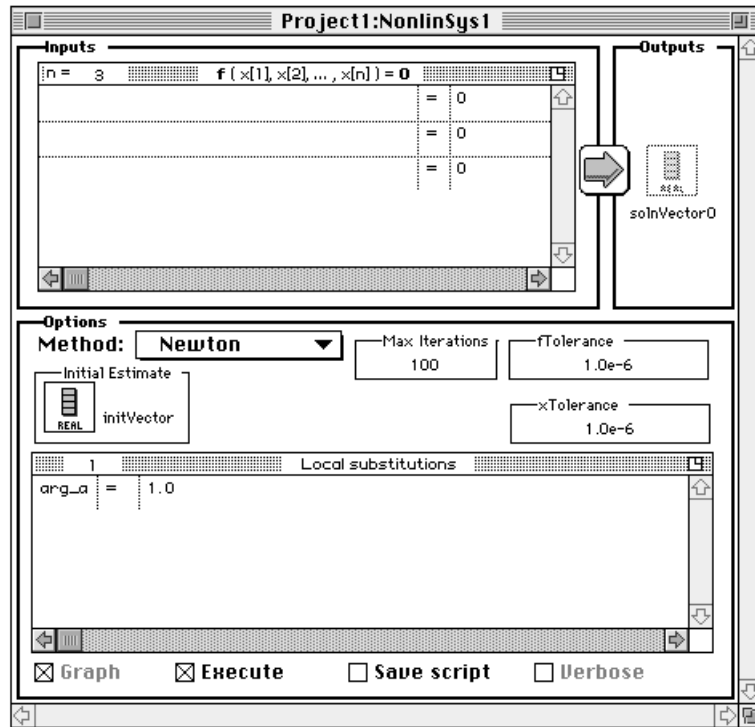 Project1:NonlinSys1
Inputs
Outputs
n = 3 f ( x[1], x[2], ... , x[n] ) = 0
= 0
= 0
= 0
REAL
solnVector0
Options
Method: Newton
Max Iterations
100
fTolerance
1.0e-6
Initial Estimate
REAL
initVector
xTolerance
1.0e-6
1 Local substitutions
arg_a = 1.0
Graph Execute Save script Verbose